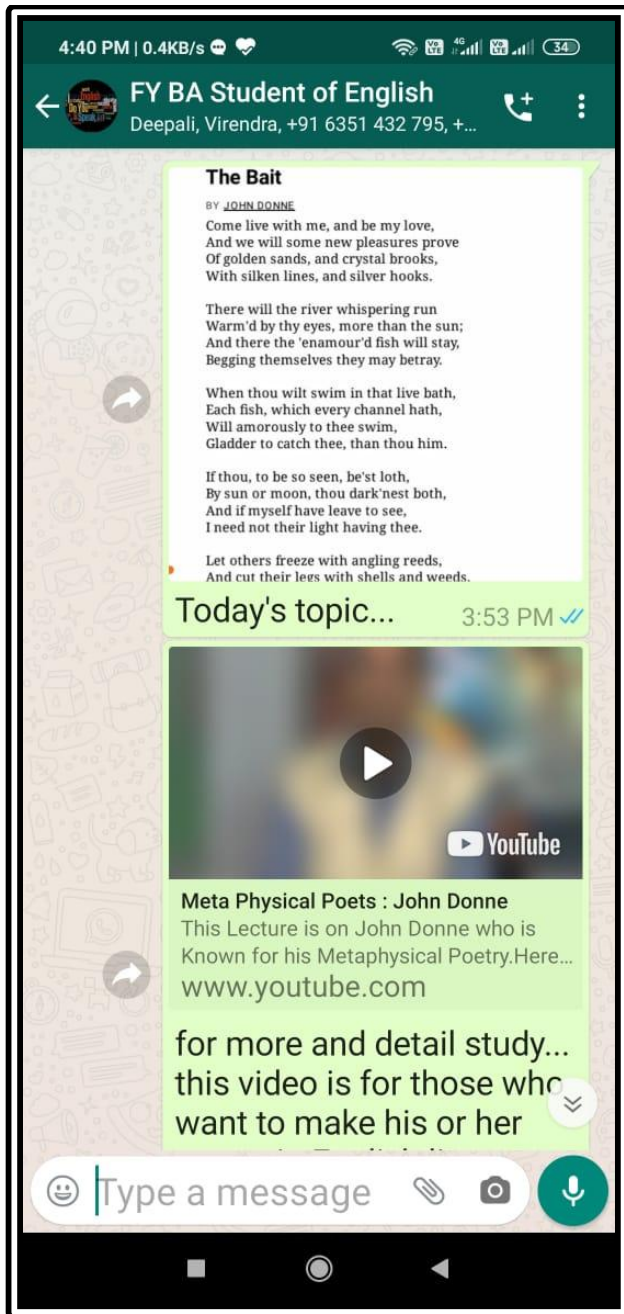 4:40 PM | 0.4KB/s
4G
34
FY BA Student of English
Deepali, Virendra, +91 6351 432 795, +...
The Bait
BY JOHN DONNE
Come live with me, and be my love,
And we will some new pleasures prove
Of golden sands, and crystal brooks,
With silken lines, and silver hooks.
There will the river whispering run
Warm'd by thy eyes, more than the sun;
And there the 'enamour'd fish will stay,
Begging themselves they may betray.
When thou wilt swim in that live bath,
Each fish, which every channel hath,
Will amorously to thee swim,
Gladder to catch thee, than thou him.
If thou, to be so seen, be'st loth,
By sun or moon, thou dark'nest both,
And if myself have leave to see,
I need not their light having thee.
Let others freeze with angling reeds,
And cut their legs with shells and weeds,
Today's topic...
3:53 PM
YouTube
Meta Physical Poets : John Donne
This Lecture is on John Donne who is
Known for his Metaphysical Poetry.Here...
www.youtube.com
for more and detail study...
this video is for those who
want to make his or her
Type a message